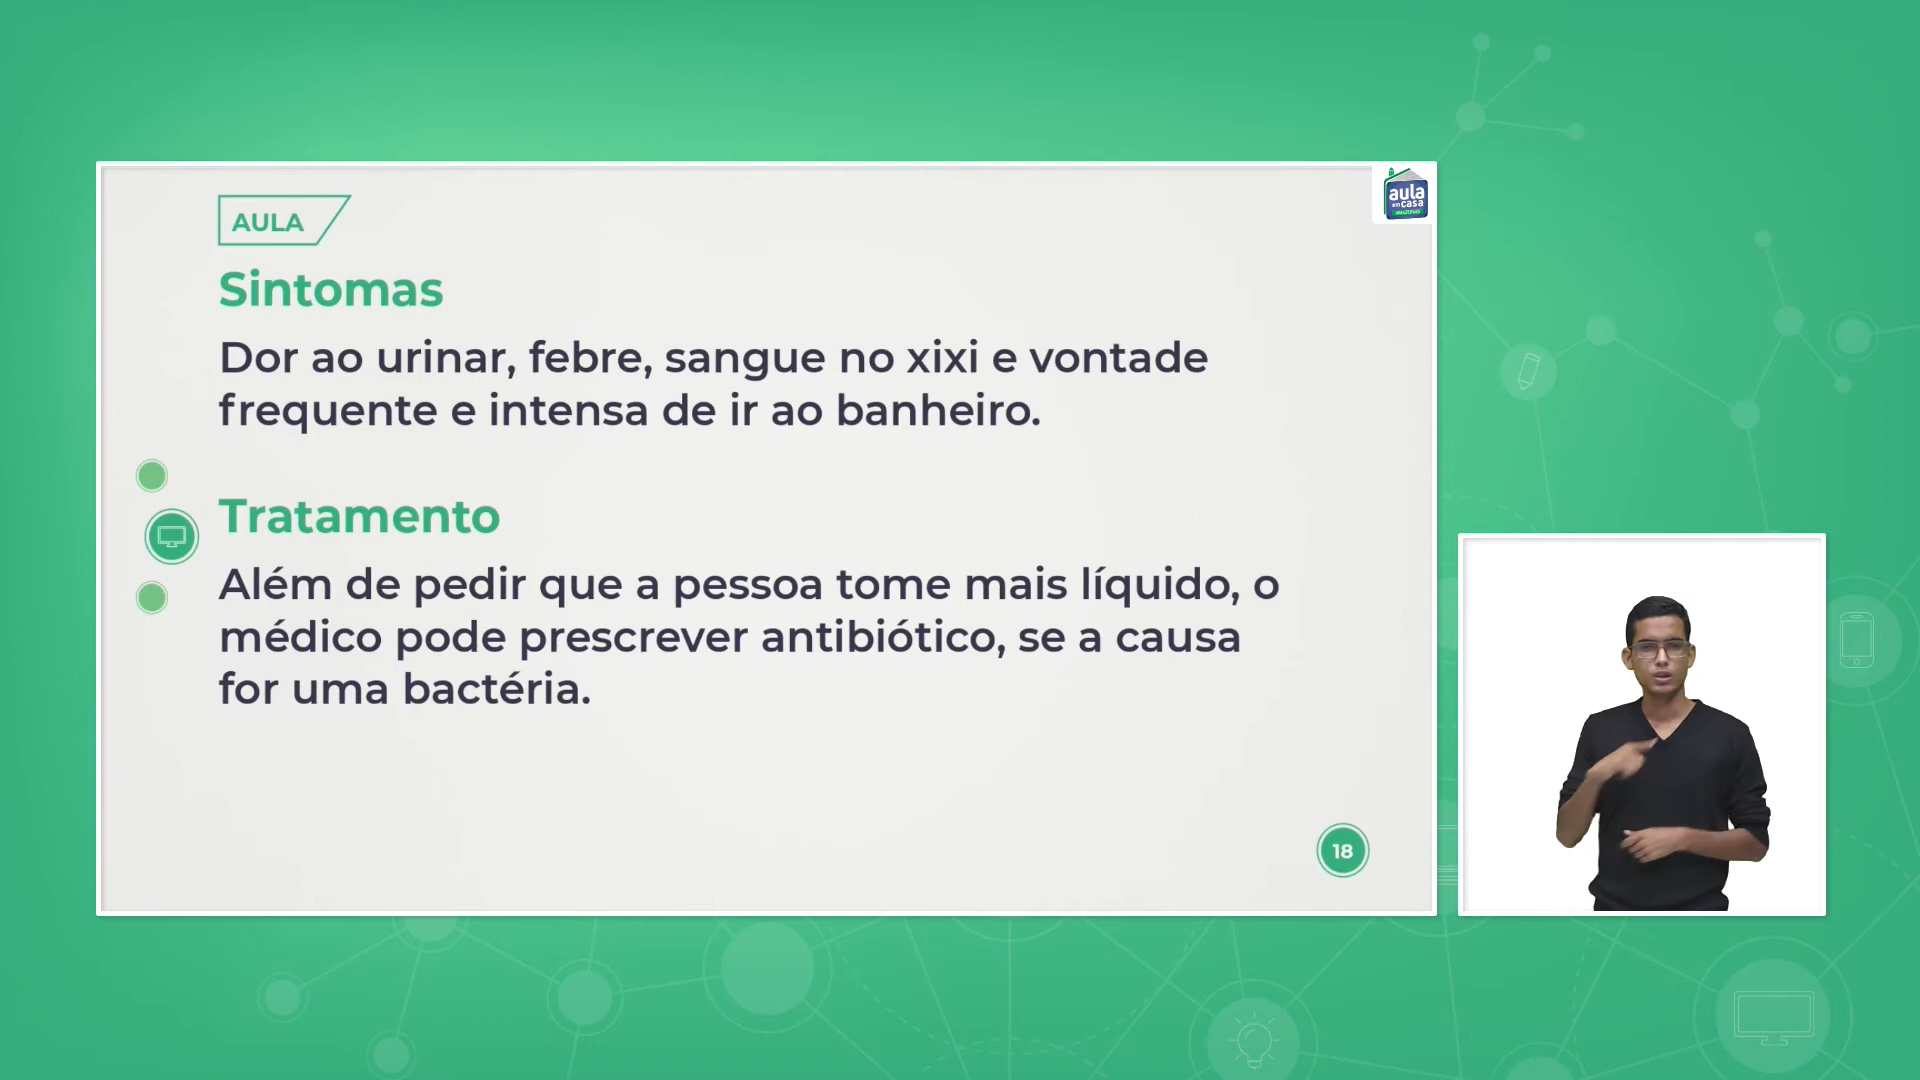 AULA
aula
em casa
AMAZONAS
Sintomas
Dor ao urinar, febre, sangue no xixi e vontade
frequente e intensa de ir ao banheiro.
Tratamento
Além de pedir que a pessoa tome mais líquido, o
médico pode prescrever antibiótico, se a causa
for uma bactéria.
18